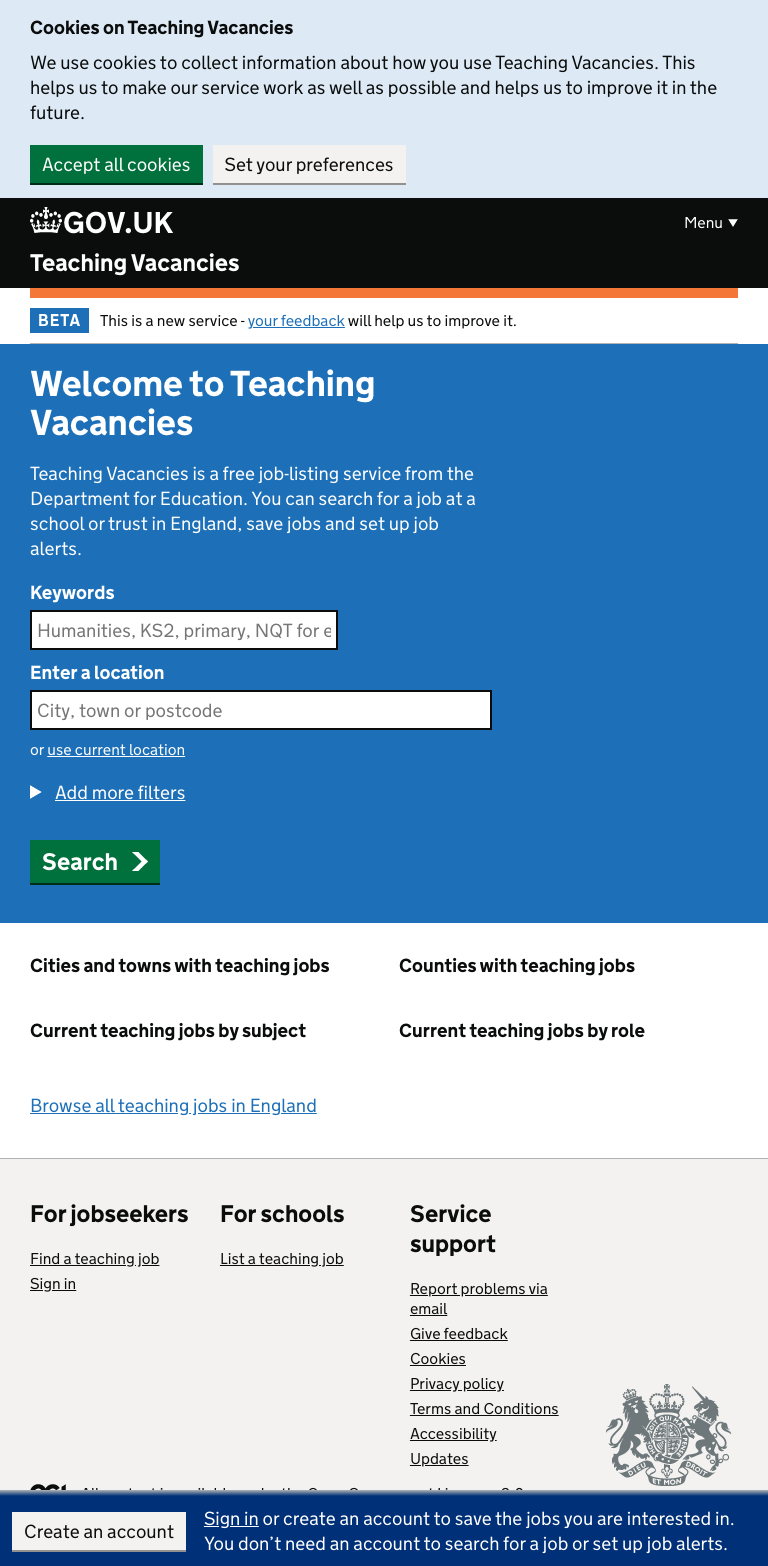 Cookies on Teaching Vacancies
We use cookies to collect information about how you use Teaching Vacancies. This
helps us to make our service work as well as possible and helps us to improve it in the
future.
Accept all cookies
Set your preferences
GOV.UK
Menu ▼
Teaching Vacancies
BETA
This is a new service - your feedback will help us to improve it.
Welcome to Teaching
Vacancies
Teaching Vacancies is a free job-listing service from the
Department for Education. You can search for a job at a
school or trust in England, save jobs and set up job
alerts.
Keywords
Humanities, KS2, primary, NQT for e
Enter a location
City, town or postcode
or use current location
Add more filters
Search
Cities and towns with teaching jobs
Counties with teaching jobs
Current teaching jobs by subject
Current teaching jobs by role
Browse all teaching jobs in England
For jobseekers
Find a teaching job
Sign in
For schools
List a teaching job
Service
support
Report problems via
email
Give feedback
Cookies
Privacy policy
Terms and Conditions
Accessibility
Updates
Create an account
Sign in or create an account to save the jobs you are interested in.
You don’t need an account to search for a job or set up job alerts.